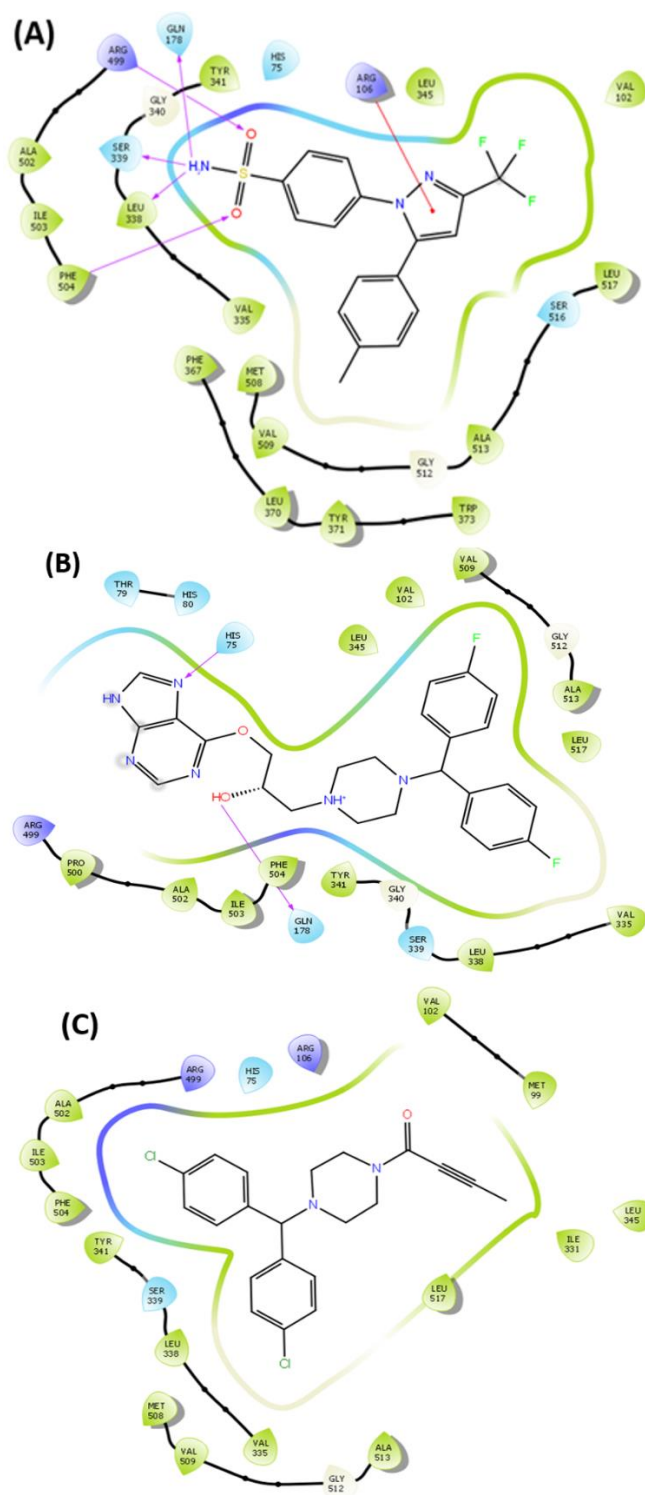 (A)
GLN
178
ARG
499
HIS
75
TYR
341
ARG
106
LEU
345
VAL
102
GLY
340
ALA
502
SER
339
H₂N
O
S
O
N
N
F
F
F
ILE
503
LEU
338
PHE
504
LEU
517
SER
516
VAL
335
PHE
367
MET
508
VAL
509
GLY
512
ALA
513
LEU
370
TYR
371
TRP
373
(B)
THR
79
HIS
80
HIS
75
VAL
102
LEU
345
VAL
509
GLY
512
ALA
513
LEU
517
F
HN
N
N
N
O
HO
NH⁺
N
F
ARG
499
PRO
500
ALA
502
ILE
503
PHE
504
GLN
178
TYR
341
GLY
340
SER
339
LEU
338
VAL
335
(C)
VAL
102
MET
99
ARG
499
HIS
75
ARG
106
ALA
502
ILE
503
PHE
504
Cl
O
N
N
Cl
LEU
345
ILE
331
TYR
341
SER
339
LEU
338
LEU
517
MET
508
VAL
509
VAL
335
GLY
512
ALA
513